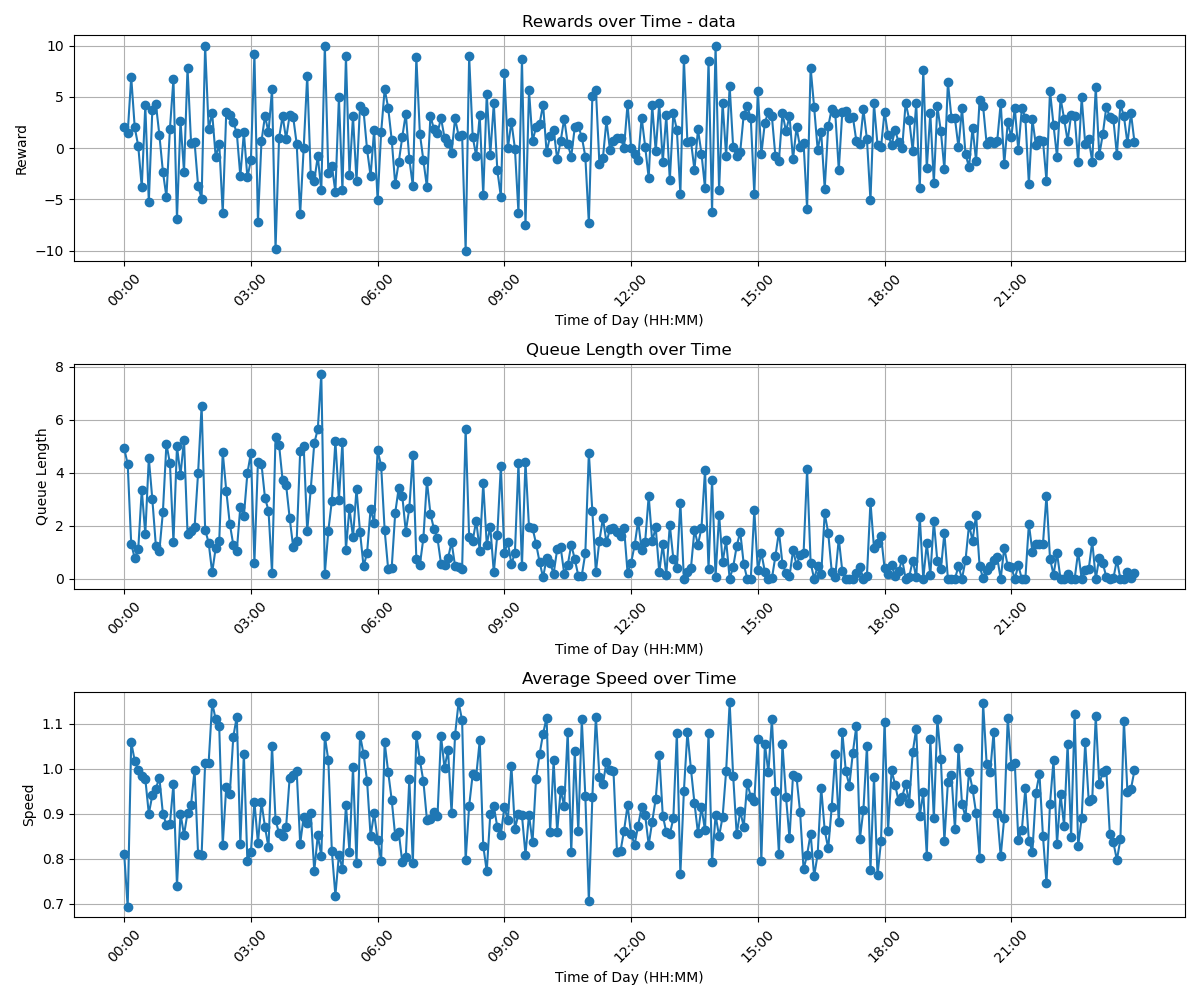 Rewards over Time - data
Reward
10
5
0
−5
−10
00:00 03:00 06:00 09:00 12:00 15:00 18:00 21:00
Time of Day (HH:MM)
Queue Length over Time
Queue Length
8
6
4
2
0
00:00 03:00 06:00 09:00 12:00 15:00 18:00 21:00
Time of Day (HH:MM)
Average Speed over Time
Speed
1.1
1.0
0.9
0.8
0.7
00:00 03:00 06:00 09:00 12:00 15:00 18:00 21:00
Time of Day (HH:MM)